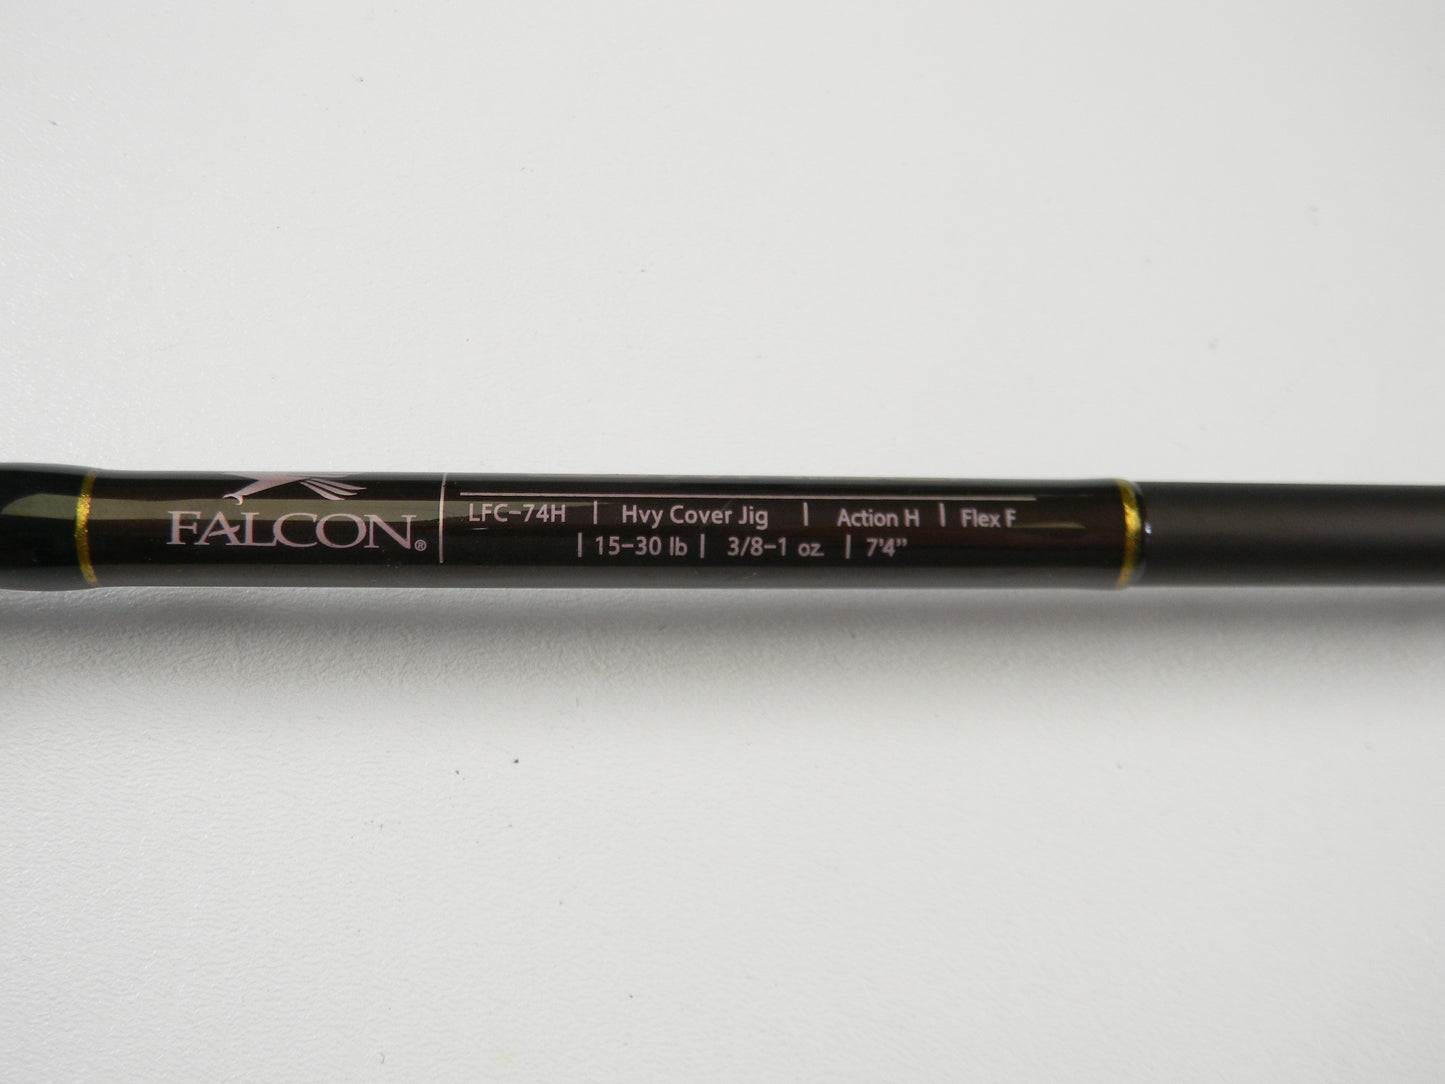 FALCON®
LFC-74H | Hvy Cover Jig | Action H | Flex F
| 15-30 lb | 3/8-1 oz. | 7'4"